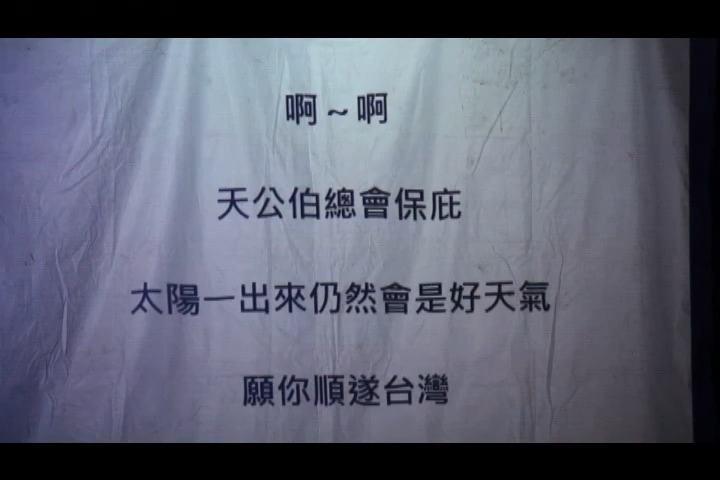 啊~啊
天公伯總會保庇
太陽一出來仍然會是好天氣
願你順遂台灣